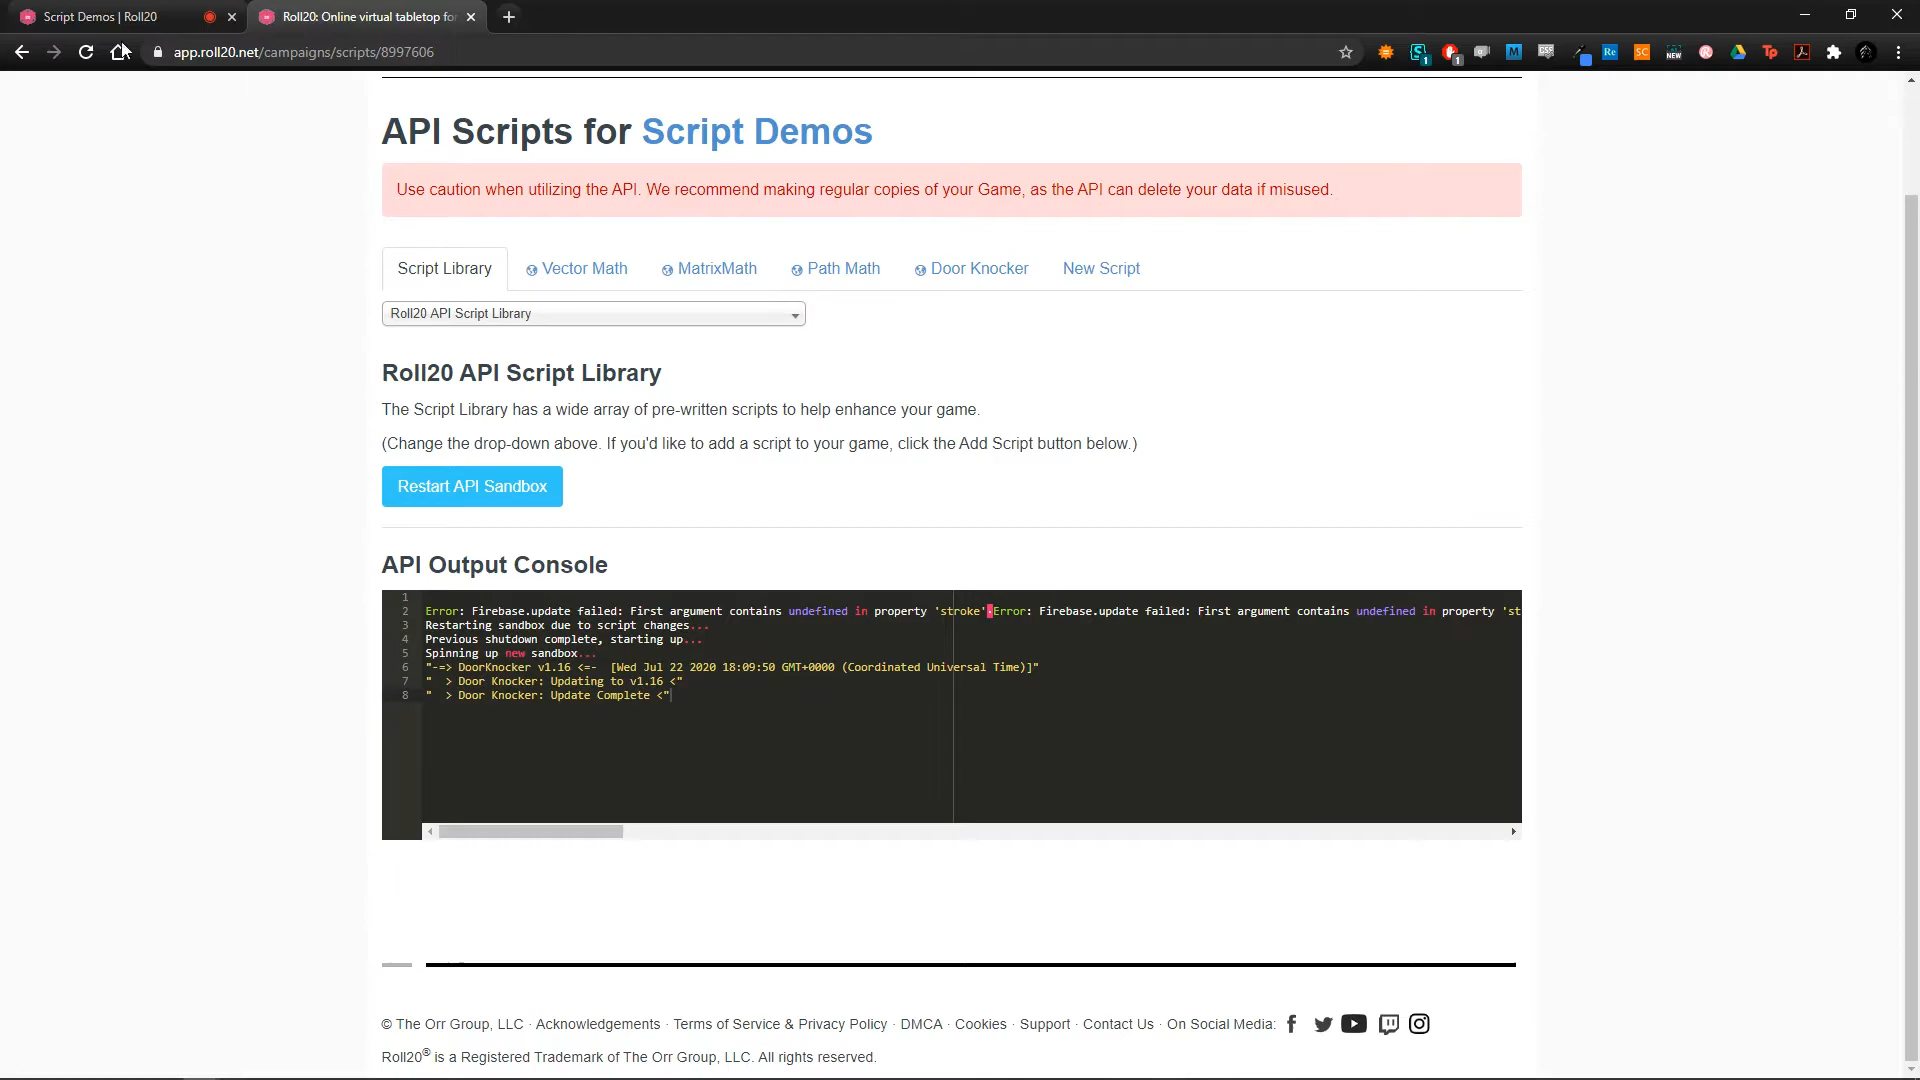 Script Demos | Roll20
Roll20: Online virtual tabletop for
app.roll20.net/campaigns/scripts/8997606
API Scripts for Script Demos
Use caution when utilizing the API. We recommend making regular copies of your Game, as the API can delete your data if misused.
Script Library
Vector Math
MatrixMath
Path Math
Door Knocker
New Script
Roll20 API Script Library
Roll20 API Script Library
The Script Library has a wide array of pre-written scripts to help enhance your game.
(Change the drop-down above. If you'd like to add a script to your game, click the Add Script button below.)
Restart API Sandbox
API Output Console
1
2 Error: Firebase.update failed: First argument contains undefined in property 'stroke'·Error: Firebase.update failed: First argument contains undefined in property 'st
3 Restarting sandbox due to script changes...
4 Previous shutdown complete, starting up...
5 Spinning up new sandbox...
6 "-=> DoorKnocker v1.16 <=-  [Wed Jul 22 2020 18:09:50 GMT+0000 (Coordinated Universal Time)]"
7 "  > Door Knocker: Updating to v1.16 <"
8 "  > Door Knocker: Update Complete <"
© The Orr Group, LLC · Acknowledgements · Terms of Service & Privacy Policy · DMCA · Cookies · Support · Contact Us · On Social Media:
Roll20® is a Registered Trademark of The Orr Group, LLC. All rights reserved.